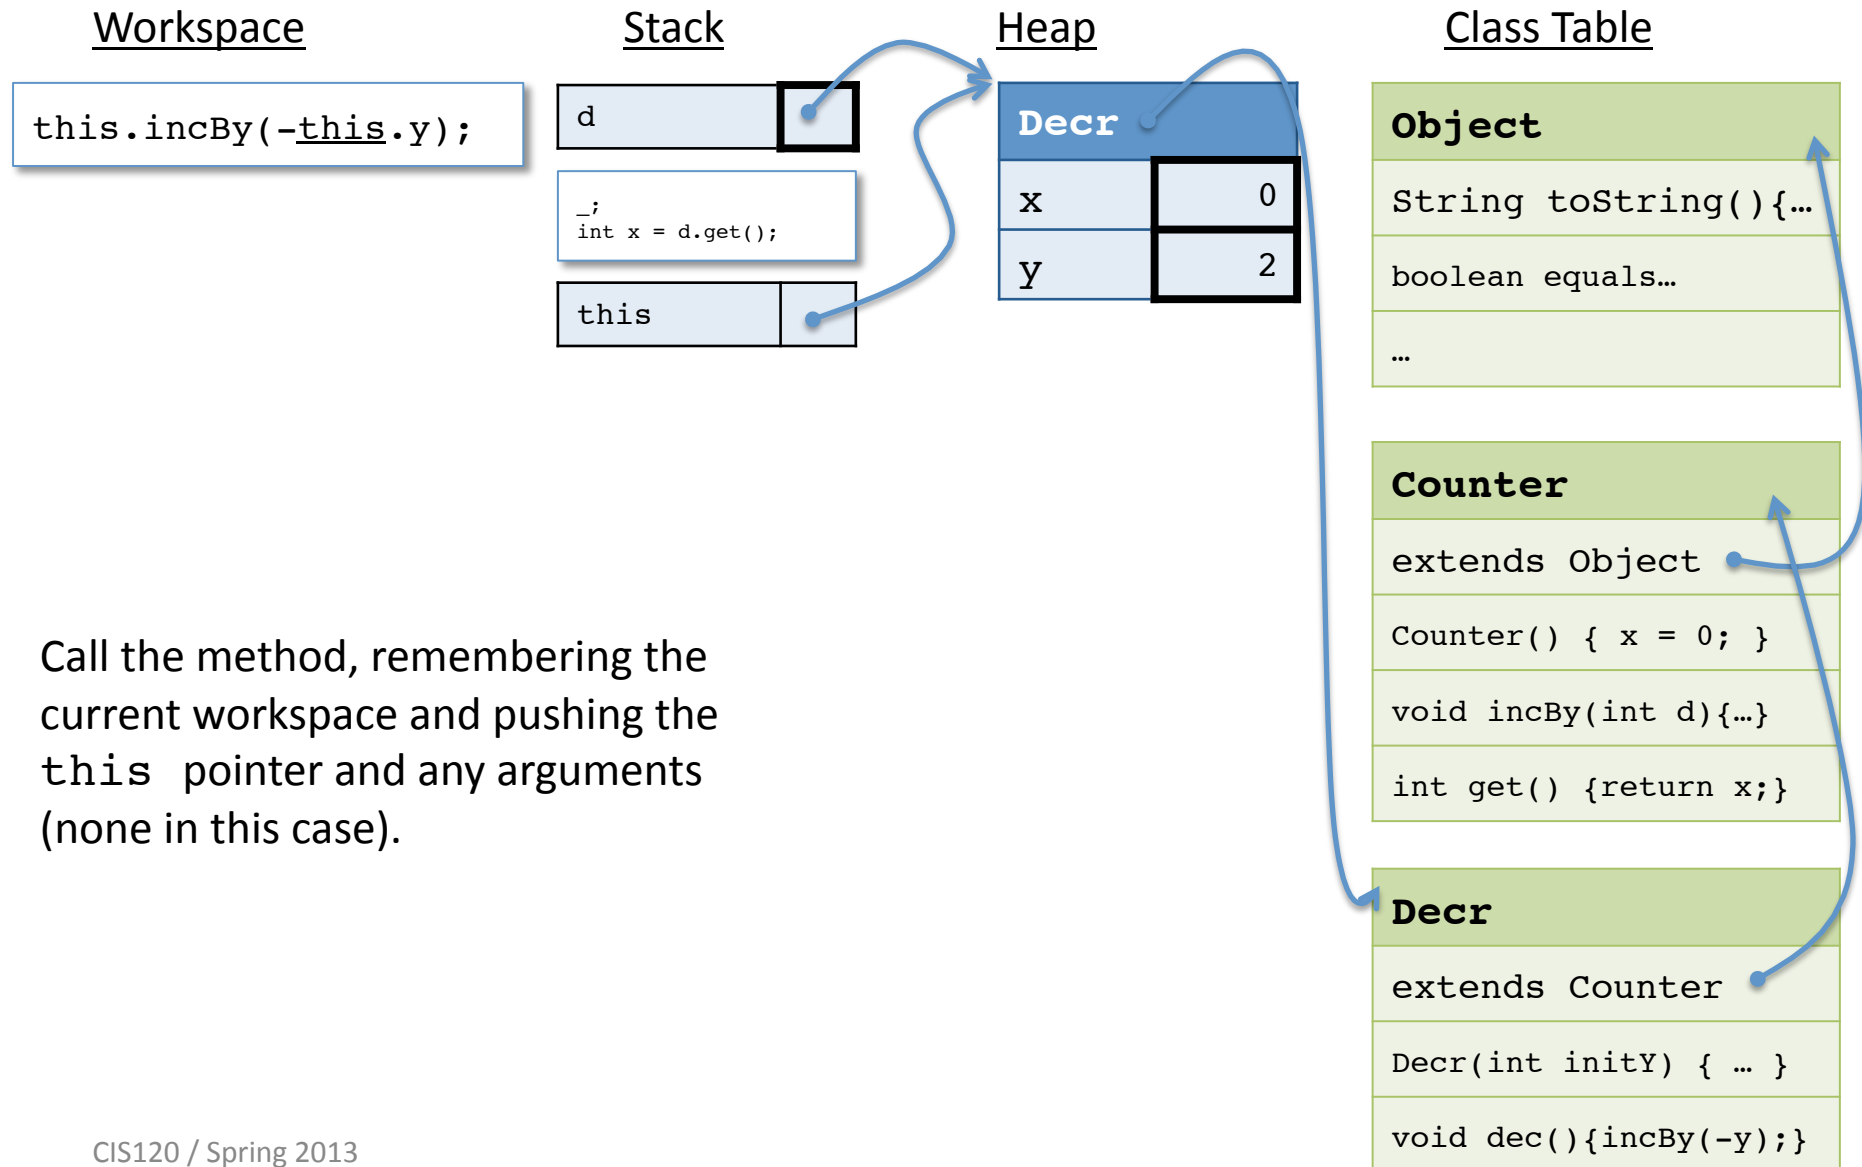 Workspace
Stack
Heap
Class Table
this.incBy(-this.y);
d
_;
int x = d.get();
this
Decr
x 0
y 2
Object
String toString(){…
boolean equals…
…
Counter
extends Object
Counter() { x = 0; }
void incBy(int d){…}
int get() {return x;}
Decr
extends Counter
Decr(int initY) { … }
void dec(){incBy(-y);}
Call the method, remembering the
current workspace and pushing the
this pointer and any arguments
(none in this case).
CIS120 / Spring 2013